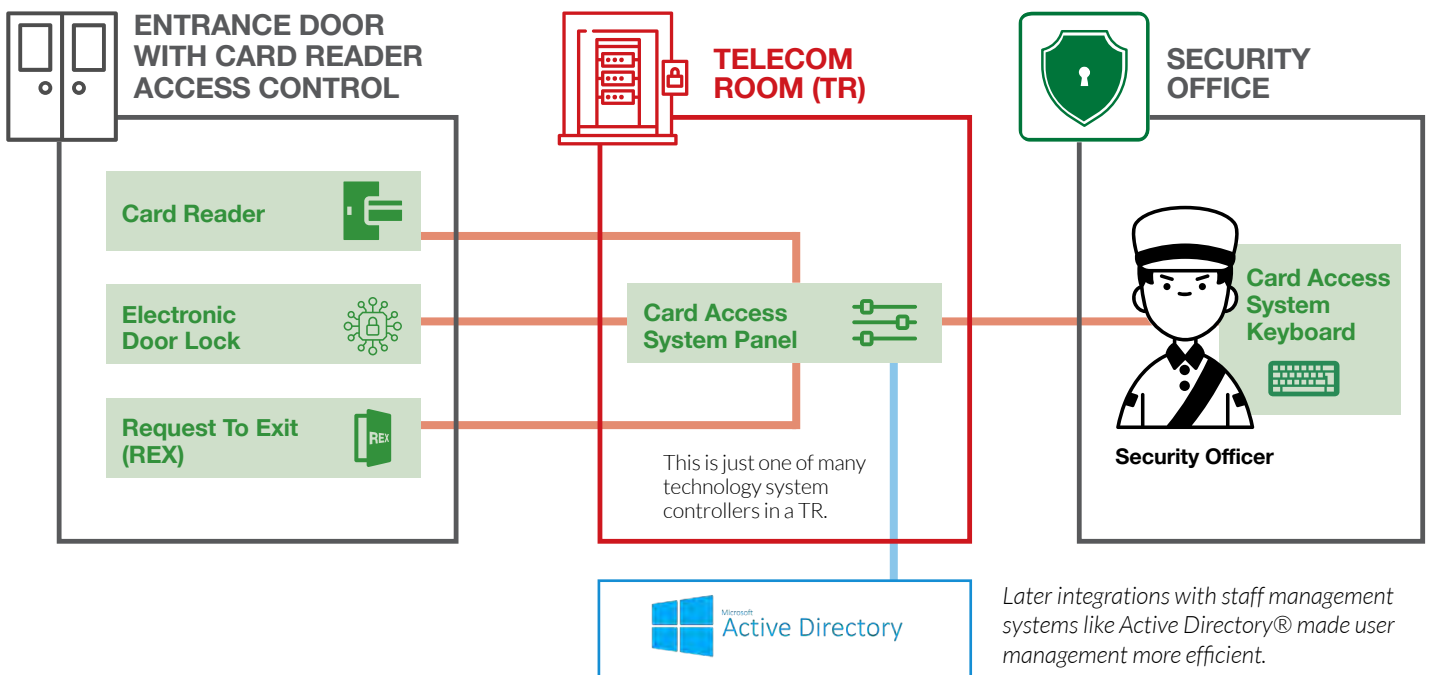 ENTRANCE DOOR
WITH CARD READER
ACCESS CONTROL
Card Reader
Electronic
Door Lock
Request To Exit
(REX)
REX
TELECOM
ROOM (TR)
Card Access
System Panel
This is just one of many
technology system
controllers in a TR.
SECURITY
OFFICE
Card Access
System
Keyboard
Security Officer
Microsoft
Active Directory
Later integrations with staff management
systems like Active Directory® made user
management more efficient.